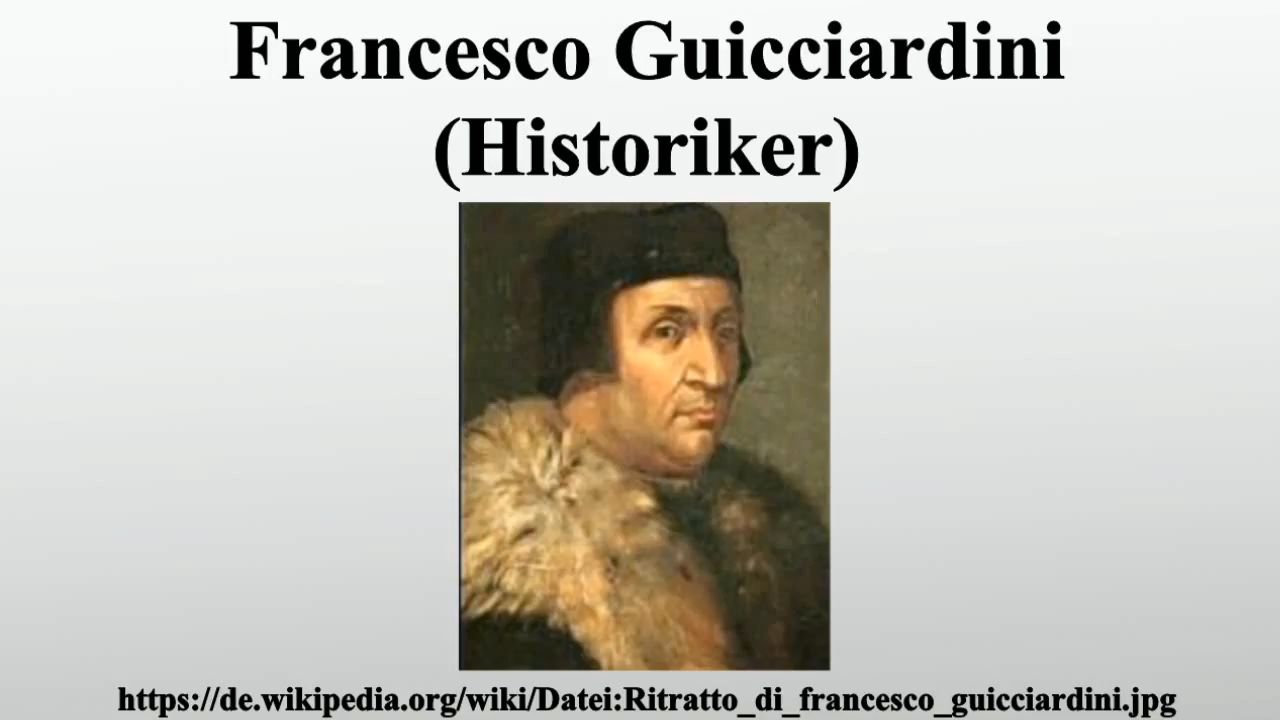 Francesco Guicciardini
(Historiker)
https://de.wikipedia.org/wiki/Datei:Ritratto_di_francesco_guicciardini.jpg